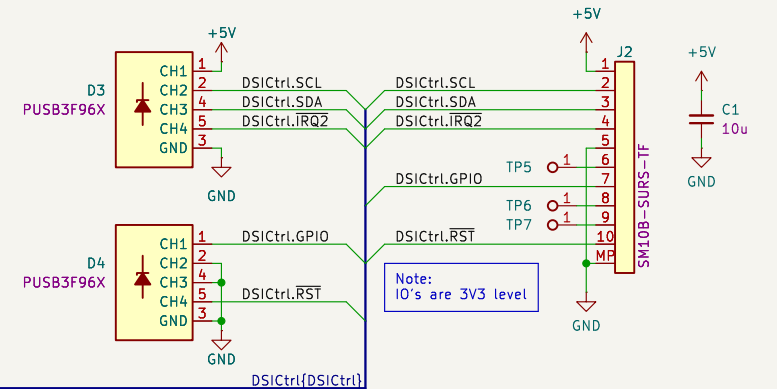 +5V
D3
PUSB3F96X
CH1 1
CH2 2
CH3 4
CH4 5
GND 3
DSICtrl.SCL
DSICtrl.SDA
DSICtrl.IRQ2
GND
D4
PUSB3F96X
CH1 1
CH2 2
CH3 4
CH4 5
GND 3
DSICtrl.GPIO
DSICtrl.RST
GND
DSICtrl{DSICtrl}
+5V
J2
SM10B-SURS-TF
1
2
3
4
5
6
7
8
9
10
MP
DSICtrl.SCL
DSICtrl.SDA
DSICtrl.IRQ2
TP5 1
DSICtrl.GPIO
TP6 1
TP7 1
DSICtrl.RST
Note:
IO's are 3V3 level
GND
+5V
C1
10u
GND